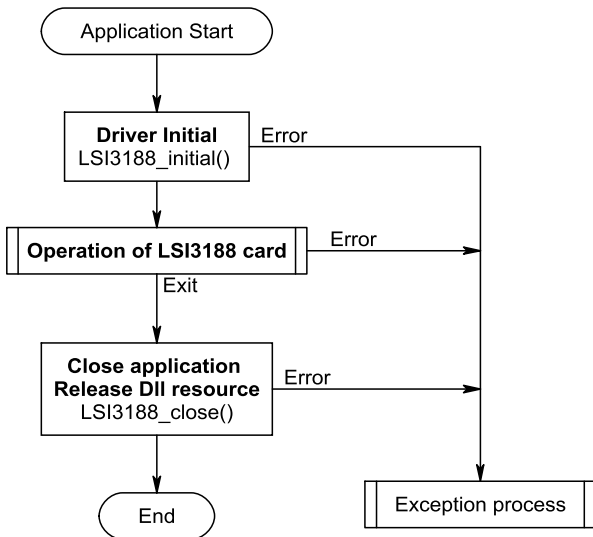 Application Start
Driver Initial
LSI3188_initial()
Error
Operation of LSI3188 card
Error
Exit
Close application
Release Dll resource
LSI3188_close()
Error
End
Exception process